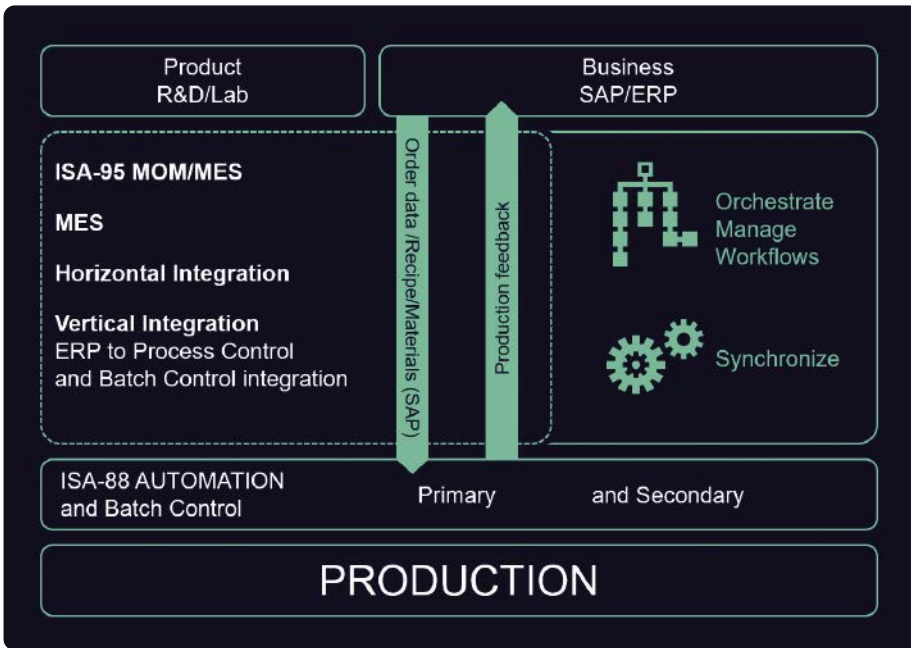 Product
R&D/Lab
Business
SAP/ERP
ISA-95 MOM/MES
MES
Horizontal Integration
Vertical Integration
ERP to Process Control
and Batch Control integration
Order data /Recipe/Materials (SAP)
Production feedback
Orchestrate
Manage
Workflows
Synchronize
ISA-88 AUTOMATION
and Batch Control
Primary
and Secondary
PRODUCTION